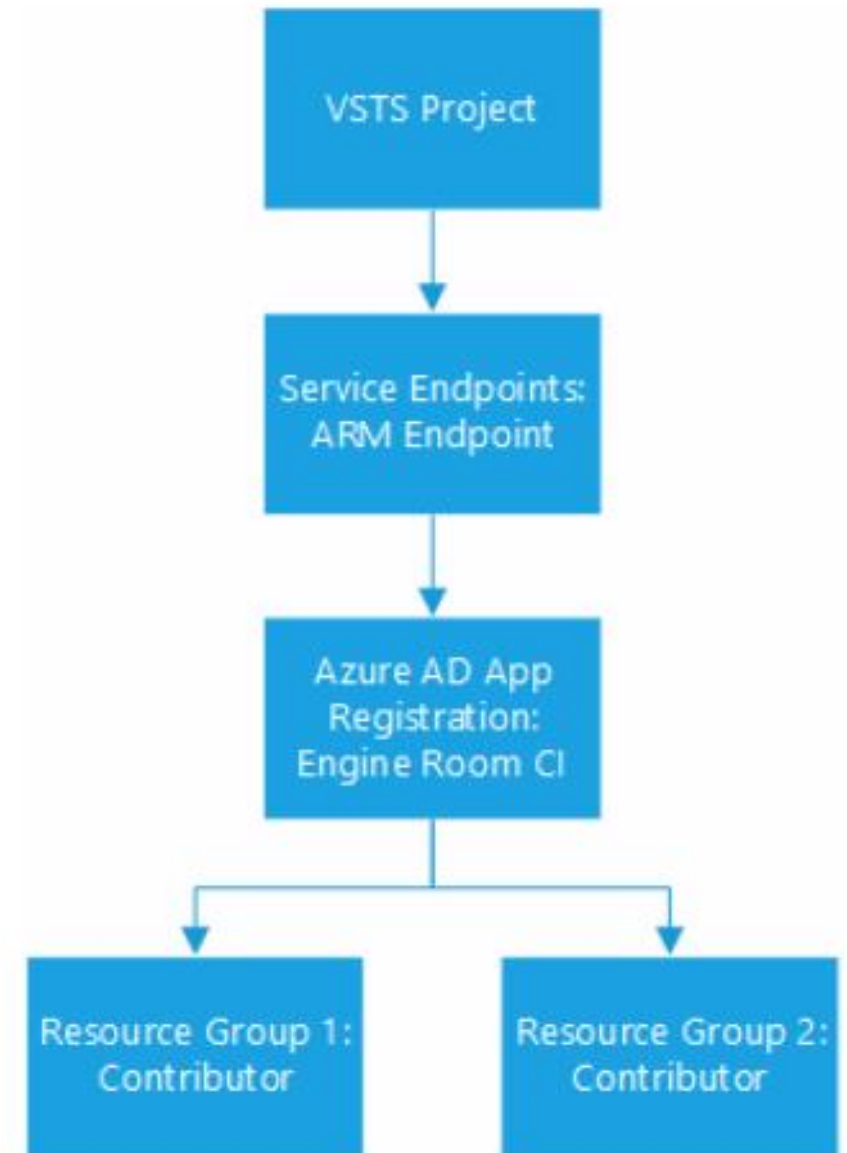 VSTS Project
Service Endpoints:
ARM Endpoint
Azure AD App
Registration:
Engine Room CI
Resource Group 1:
Contributor
Resource Group 2:
Contributor